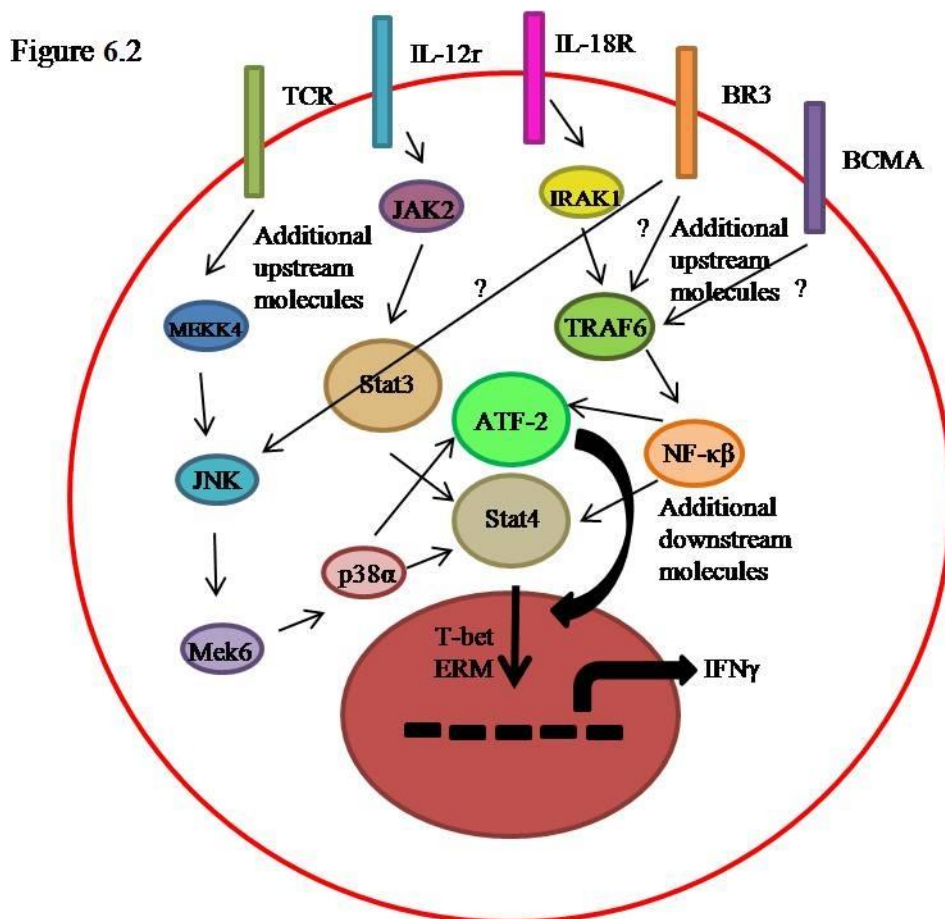 Figure 6.2
TCR
IL-12r
IL-18R
BR3
BCMA
JAK2
IRAK1
Additional
upstream
molecules
?
Additional
upstream
molecules
?
?
MEKK4
TRAF6
Stat3
ATF-2
NF-κβ
JNK
Stat4
Additional
downstream
molecules
p38α
Mek6
T-bet
ERM
IFNγ